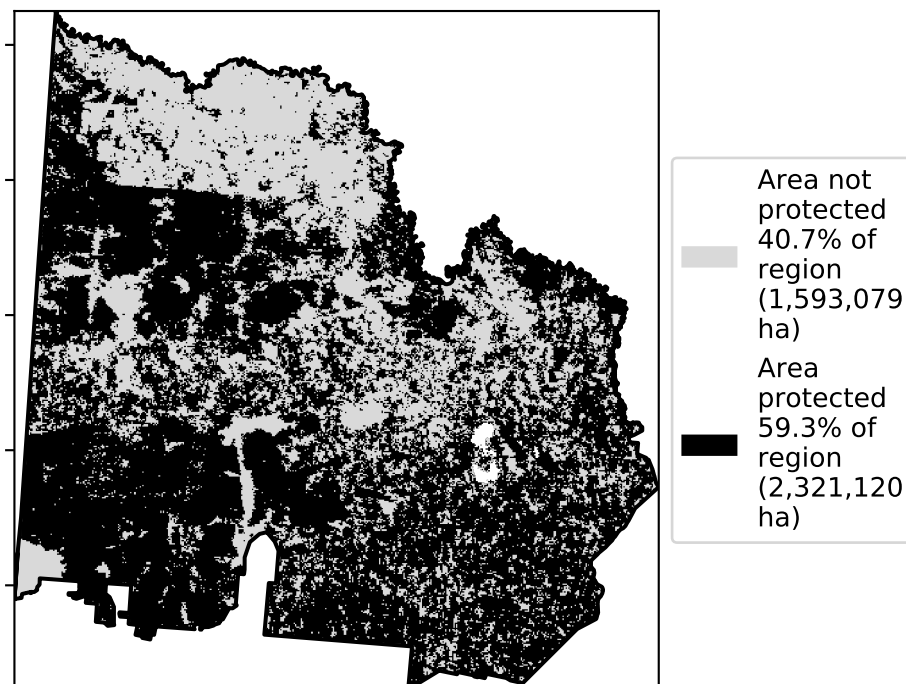 Area not
protected
40.7% of
region
(1,593,079
ha)
Area
protected
59.3% of
region
(2,321,120
ha)